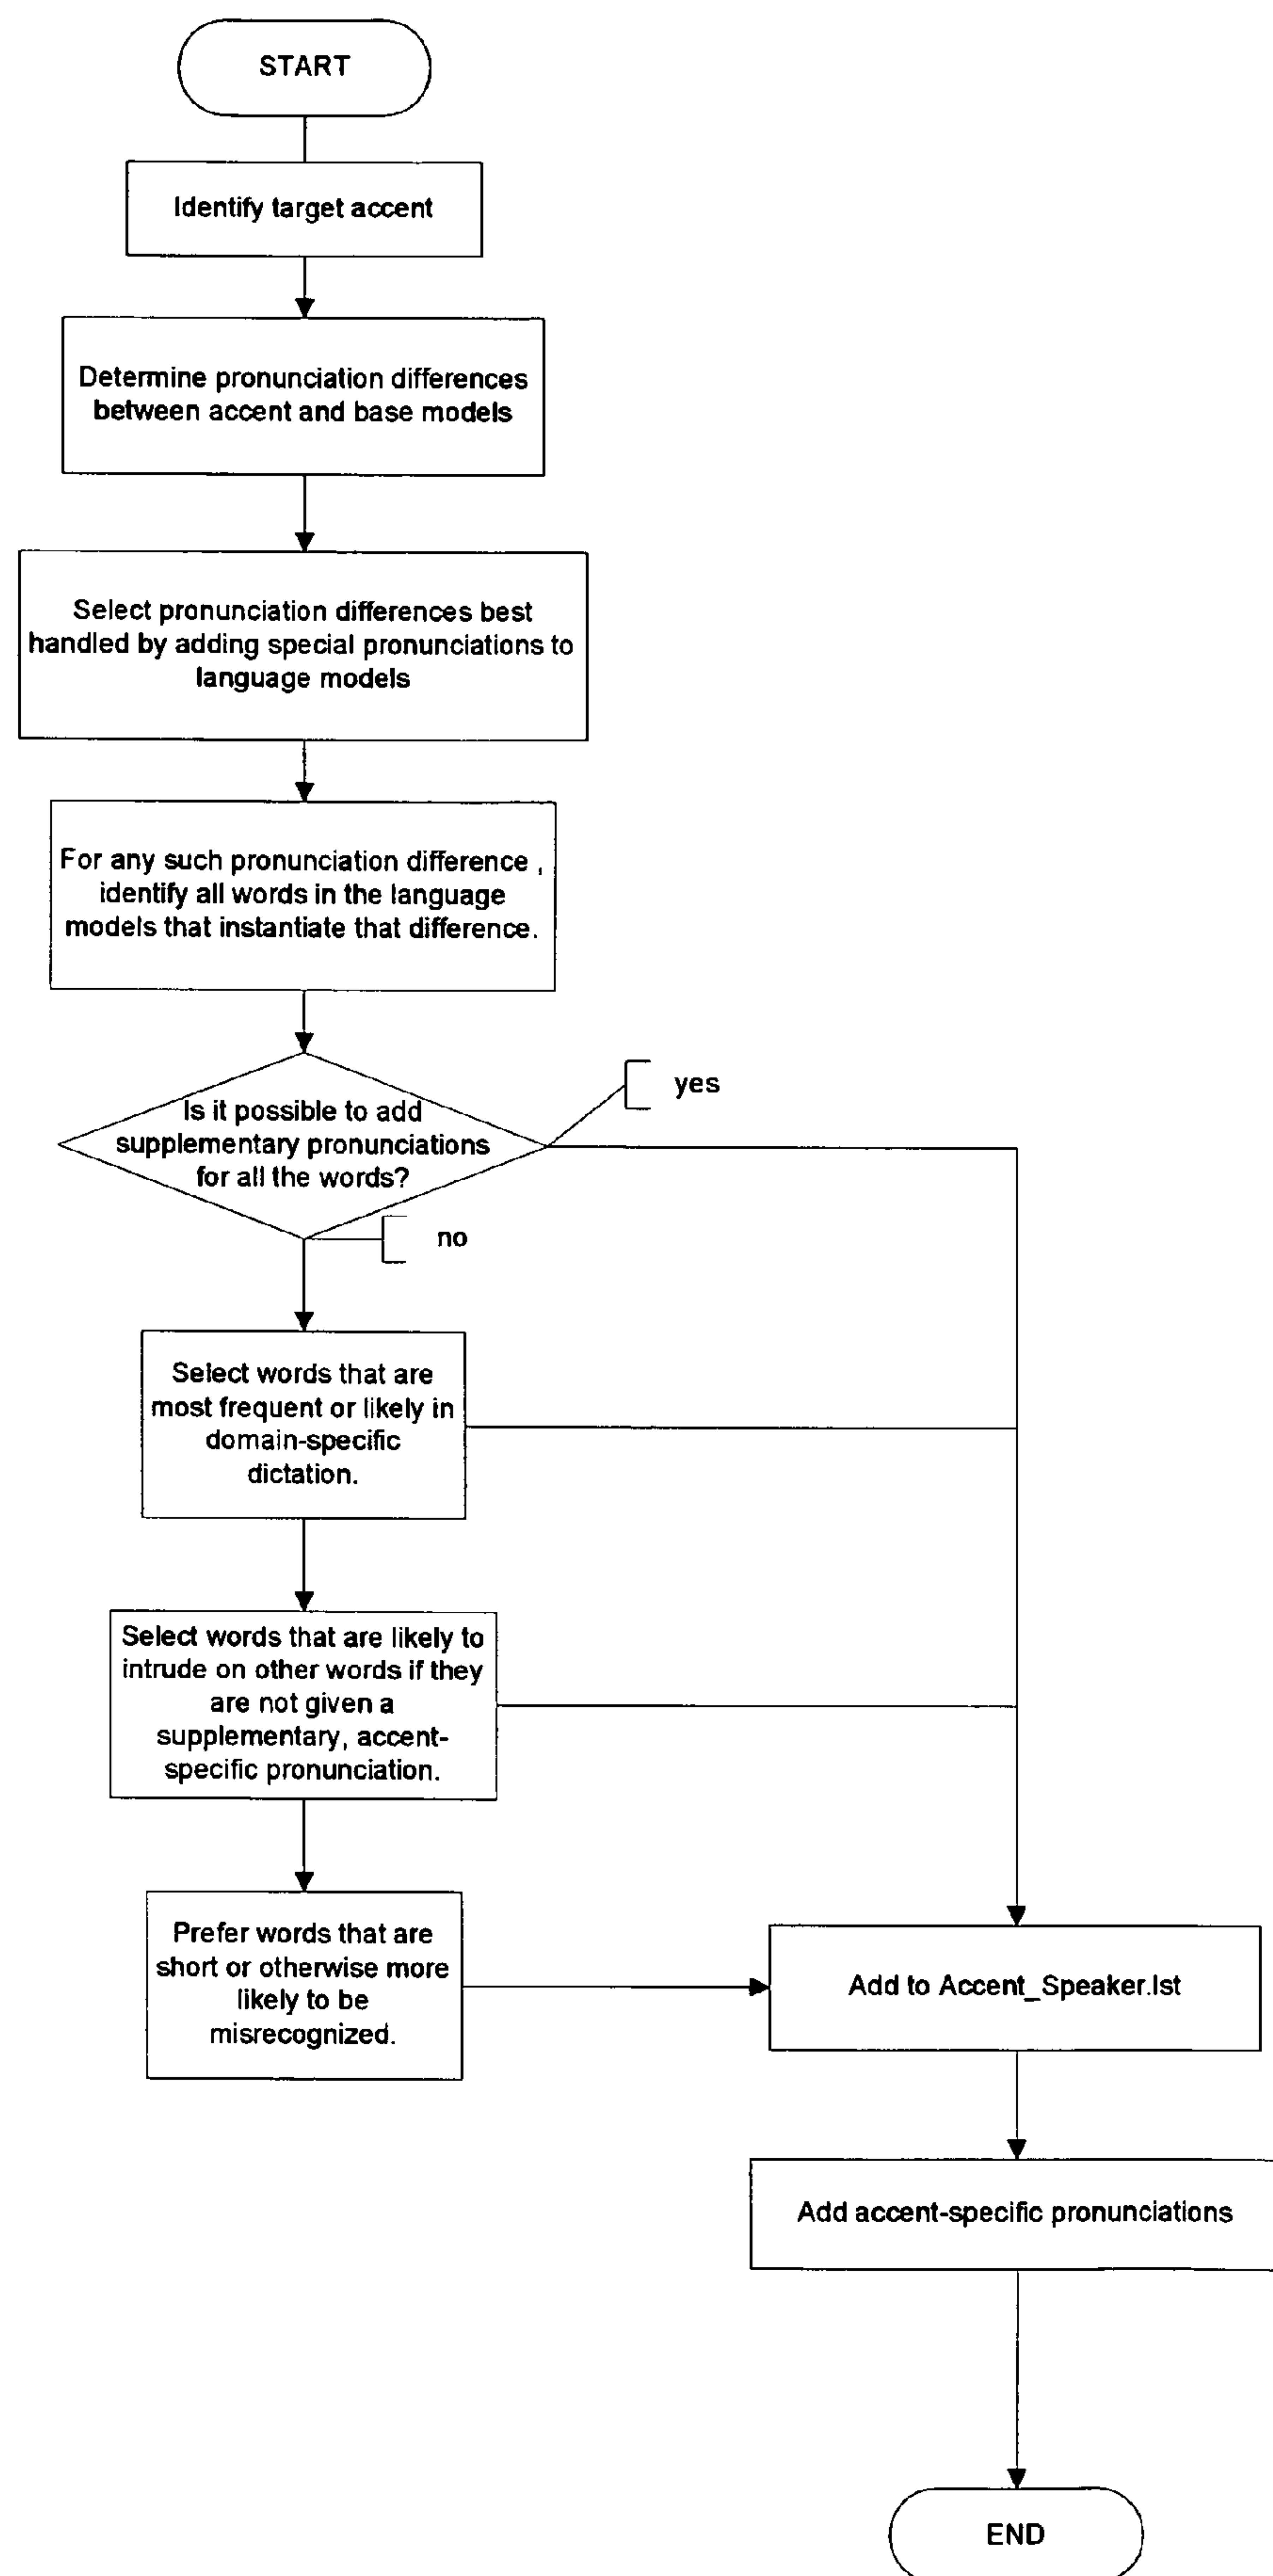 START
Identify target accent
Determine pronunciation differences
between accent and base models
Select pronunciation differences best
handled by adding special pronunciations to
language models
For any such pronunciation difference ,
identify all words in the language
models that instantiate that difference.
Is it possible to add
supplementary pronunciations
for all the words?
yes
no
Select words that are
most frequent or likely in
domain-specific
dictation.
Select words that are likely to
intrude on other words if they
are not given a
supplementary, accent-
specific pronunciation.
Prefer words that are
short or otherwise more
likely to be
misrecognized.
Add to Accent_Speaker.lst
Add accent-specific pronunciations
END